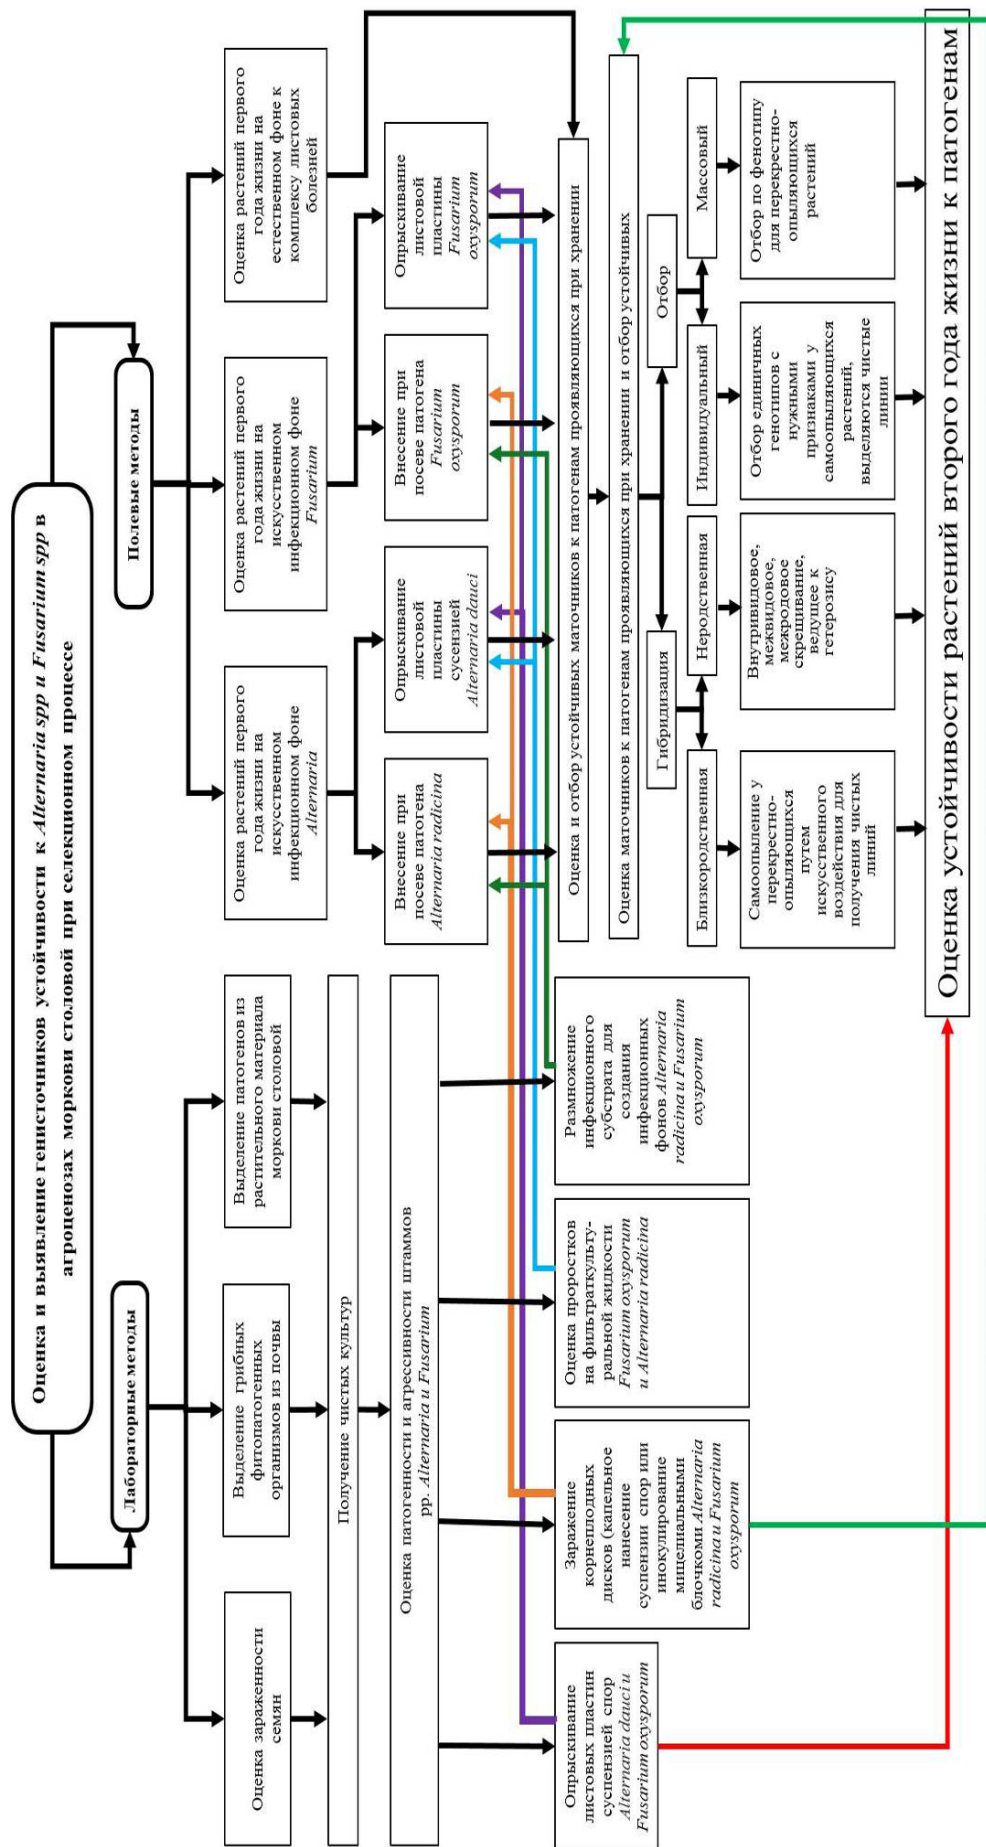 Оценка и выявление генисточников устойчивости к Alternaria spp и Fusarium spp в
агроценозах моркови столовой при селекционном процессе
Лабораторные методы
Полевые методы
Оценка зараженности
семян
Выделение грибных
фитопатогенных
организмов из почвы
Выделение патогенов из
растительного материала
моркови столовой
Оценка растений первого
года жизни на
искусственном
инфекционном фоне
Alternaria
Оценка растений первого
года жизни на
искусственном
инфекционном фоне
Fusarium
Оценка растений первого
года жизни на
естественном фоне к
комплексу листовых
болезней
Получение чистых культур
Оценка патогенности и агрессивности штаммов
рр. Alternaria и Fusarium
Внесение при
посеве патогена
Alternaria radicina
Опрыскивание
листовой
пластины
сусензией
Alternaria dauci
Внесение при
посеве патогена
Fusarium
oxysporum
Опрыскивание
листовой
пластины
Fusarium
oxysporum
Опрыскивание
листовых пластин
суспензией спор
Alternaria dauci и
Fusarium oxysporum
Заражение
корнеплодных
дисков (капельное
нанесение
суспензии спор или
инокулирование
мицелиальными
блочкоми Alternaria
radicina и Fusarium
oxysporum
Оценка проростков
на фильтраткульту-
ральной жидкости
Fusarium oxysporum
и Alternaria radicina
Размножение
инфекционного
субстрата для
создания
инфекционных
фонов Alternaria
radicina и Fusarium
oxysporum
Оценка и отбор устойчивых маточников к патогенам проявляющихся при хранении
Оценка маточников к патогенам проявляющихся при хранении и отбор устойчивых
Гибридизация
Отбор
Близкородственная
Неродственная
Индивидуальный
Массовый
Самоопыление у
перекрестно-
опыляющихся
путем
искусственного
воздействия для
получения чистых
линий
Внутривидовое,
межвидовое,
межродовое
скрещивание,
ведущее к
гетерозису
Отбор единичных
генотипов с
нужными
признаками у
самоопыляющихся
растений,
выделяются чистые
линии
Отбор по фенотипу
для перекрестно-
опыляющихся
растений
Оценка устойчивости растений второго года жизни к патогенам